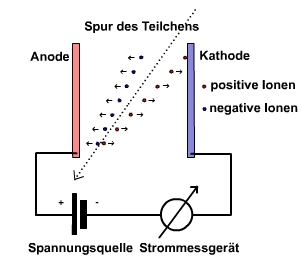 Spur des Teilchens
Anode
Kathode
positive Ionen
negative Ionen
+ -
Spannungsquelle Strommessgerät